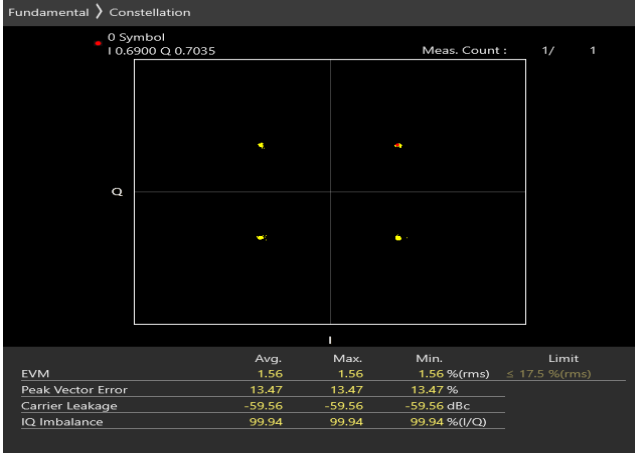 Fundamental 〉 Constellation
0 Symbol
I 0.6900 Q 0.7035 Meas. Count : 1/ 1
Q
I
Avg. Max. Min. Limit
EVM 1.56 1.56 1.56 %(rms) ≤ 17.5 %(rms)
Peak Vector Error 13.47 13.47 13.47 %
Carrier Leakage -59.56 -59.56 -59.56 dBc
IQ Imbalance 99.94 99.94 99.94 %(I/Q)